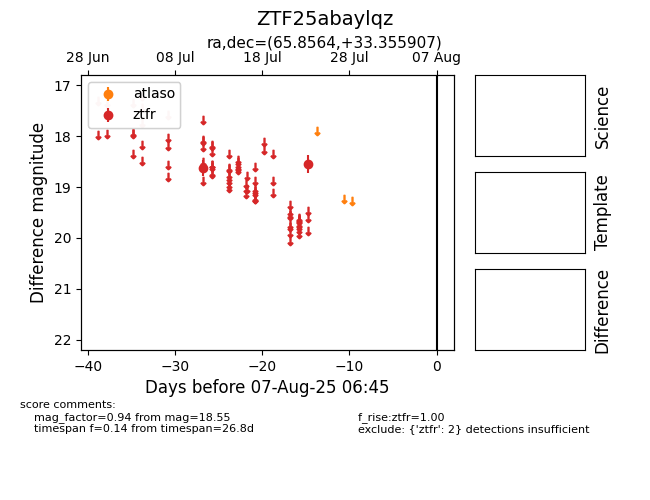 ZTF25abaylqz
ra,dec=(65.8564,+33.355907)
28 Jun 08 Jul 18 Jul 28 Jul 07 Aug
atlaso
ztfr
17
18
19
20
21
22
Difference magnitude
−40 −30 −20 −10 0
Days before 07-Aug-25 06:45
Science
Template
Difference
score comments:
mag_factor=0.94 from mag=18.55
timespan f=0.14 from timespan=26.8d
f_rise:ztfr=1.00
exclude: {'ztfr': 2} detections insufficient